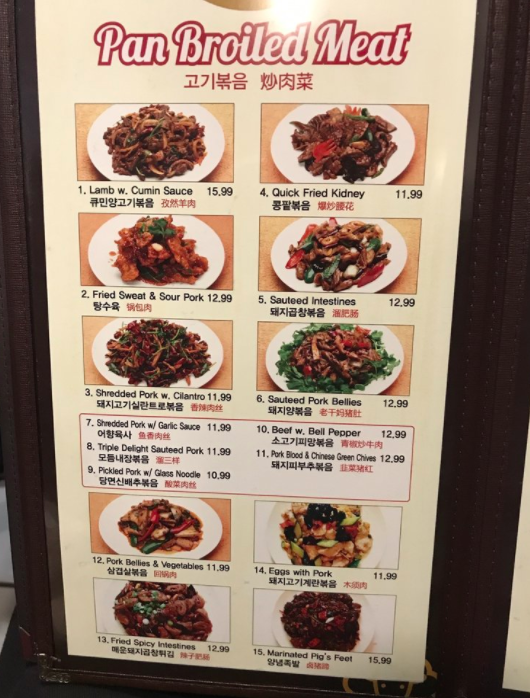 Pan Broiled Meat
고기볶음 炒肉菜
1. Lamb w. Cumin Sauce 15,99
큐민양고기볶음 孜然羊肉
2. Fried Sweat & Sour Pork 12,99
탕수육 锅包肉
3. Shredded Pork w. Cilantro 11,99
돼지고기실란트로볶음 香辣肉丝
4. Quick Fried Kidney 11,99
콩팥볶음 爆炒腰花
5. Sauteed Intestines 12,99
돼지곱창볶음 溜肥肠
6. Sauteed Pork Bellies 12,99
돼지양볶음 老干妈猪肚
7. Shredded Pork w/ Garlic Sauce 11,99
어향육사 鱼香肉丝
8. Triple Delight Sauteed Pork 11,99
모듬내장볶음 溜三样
9. Pickled Pork w/ Glass Noodle 10,99
당면신배추볶음 酸菜肉丝
10. Beef w. Bell Pepper 12,99
소고기피망볶음 青椒炒牛肉
11. Pork Blood & Chinese Green Chives 12,99
돼지피부추볶음 韭菜猪红
12. Pork Bellies & Vegetables 11,99
삼겹살볶음 回锅肉
13. Fried Spicy Intestines 12,99
매운돼지곱창튀김 辣子肥肠
14. Eggs with Pork 11,99
돼지고기계란볶음 木须肉
15. Marinated Pig's Feet 15,99
양념족발 卤猪蹄